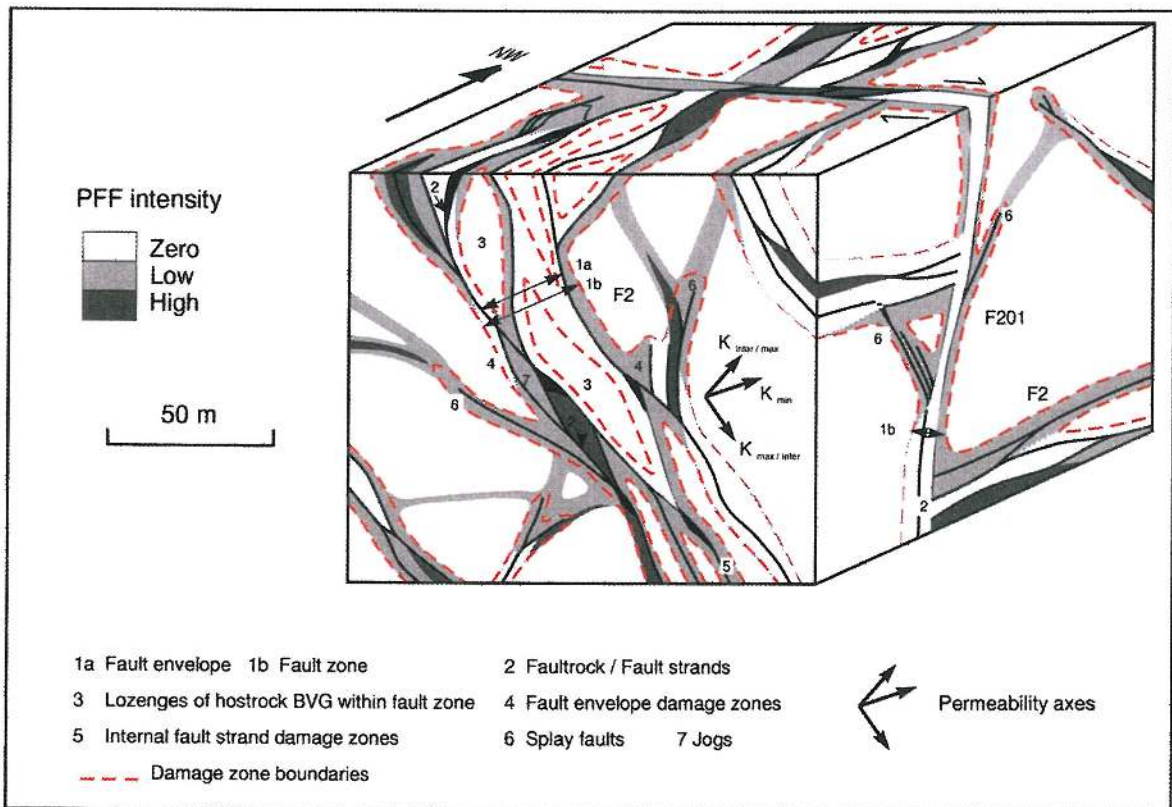 NW
PFF intensity
Zero
Low
High
50 m
2
3
1a
1b
F2
6
4
4
7
3
6
2
5
K inter / max
K min
K max / inter
6
6
F201
F2
1b
2
1a Fault envelope 1b Fault zone
2 Faultrock / Fault strands
3 Lozenges of hostrock BVG within fault zone
4 Fault envelope damage zones
5 Internal fault strand damage zones
6 Splay faults 7 Jogs
Damage zone boundaries
Permeability axes